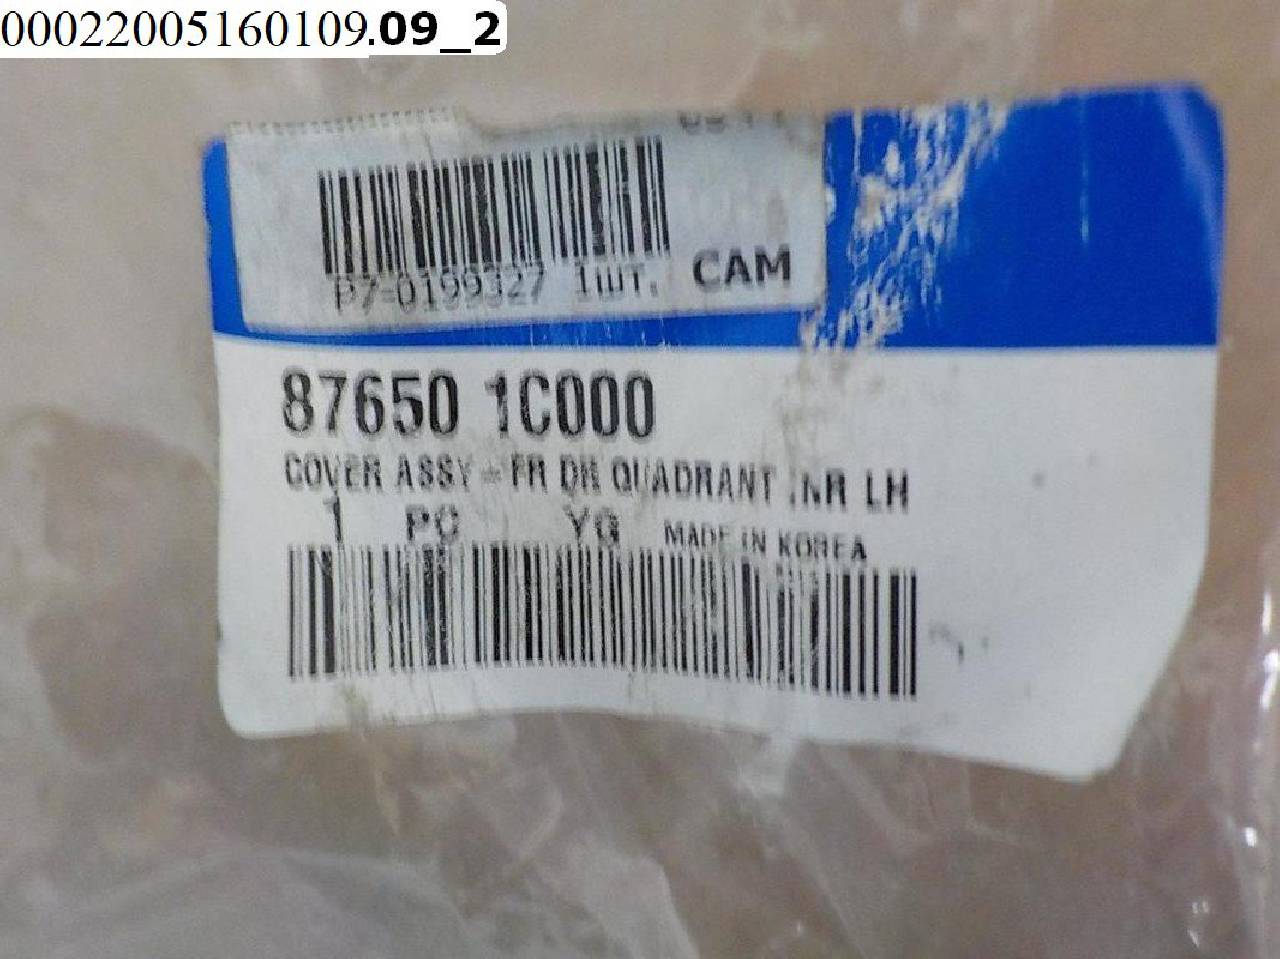 00022005160109.09_2
P7-0199327 1шт. САМ
87650 1C000
COVER ASSY - FR DR QUADRANT INR LH
1 PC YG MADE IN KOREA